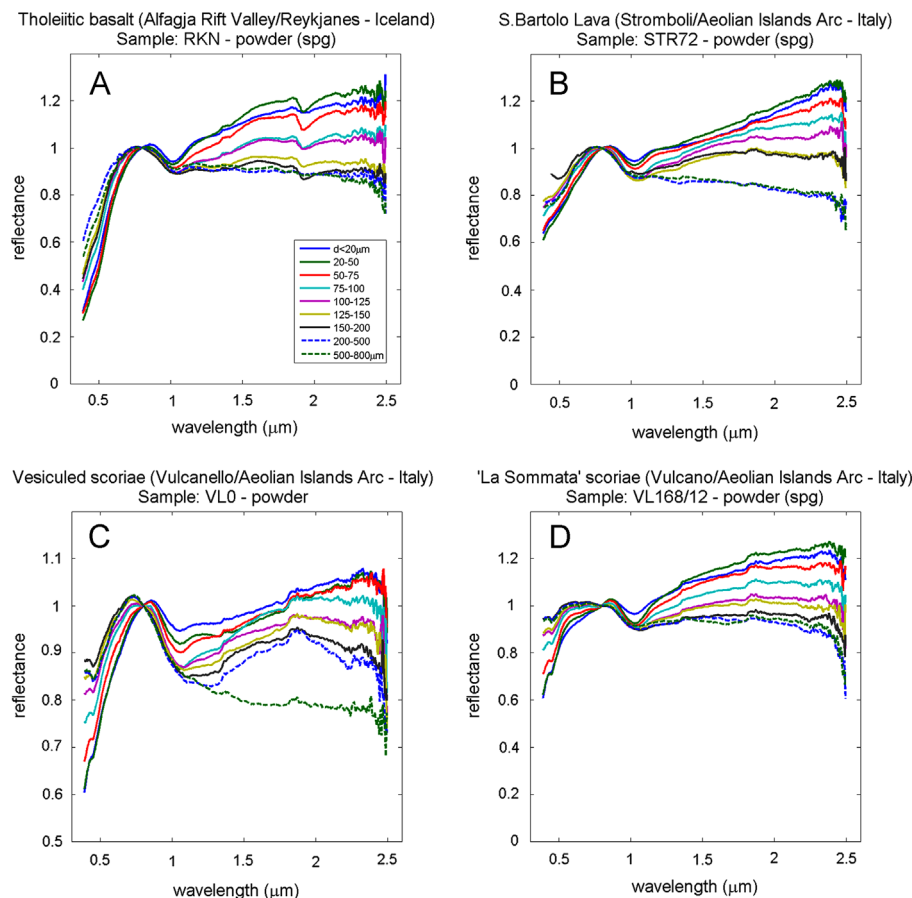 Tholeiitic basalt (Alfagja Rift Valley/Reykjanes - Iceland)
Sample: RKN - powder (spg)
A
1.2
1
0.8
0.6
0.4
0.2
0
reflectance
0.5
1
1.5
2
2.5
wavelength (μm)
d<20μm
20-50
50-75
75-100
100-125
125-150
150-200
200-500
500-800μm
S.Bartolo Lava (Stromboli/Aeolian Islands Arc - Italy)
Sample: STR72 - powder (spg)
B
1.2
1
0.8
0.6
0.4
0.2
0
reflectance
0.5
1
1.5
2
2.5
wavelength (μm)
Vesiculed scoriae (Vulcanello/Aeolian Islands Arc - Italy)
Sample: VL0 - powder
C
1.1
1
0.9
0.8
0.7
0.6
0.5
reflectance
0.5
1
1.5
2
2.5
wavelength (μm)
'La Sommata' scoriae (Vulcano/Aeolian Islands Arc - Italy)
Sample: VL168/12 - powder (spg)
D
1.2
1
0.8
0.6
0.4
0.2
0
reflectance
0.5
1
1.5
2
2.5
wavelength (μm)